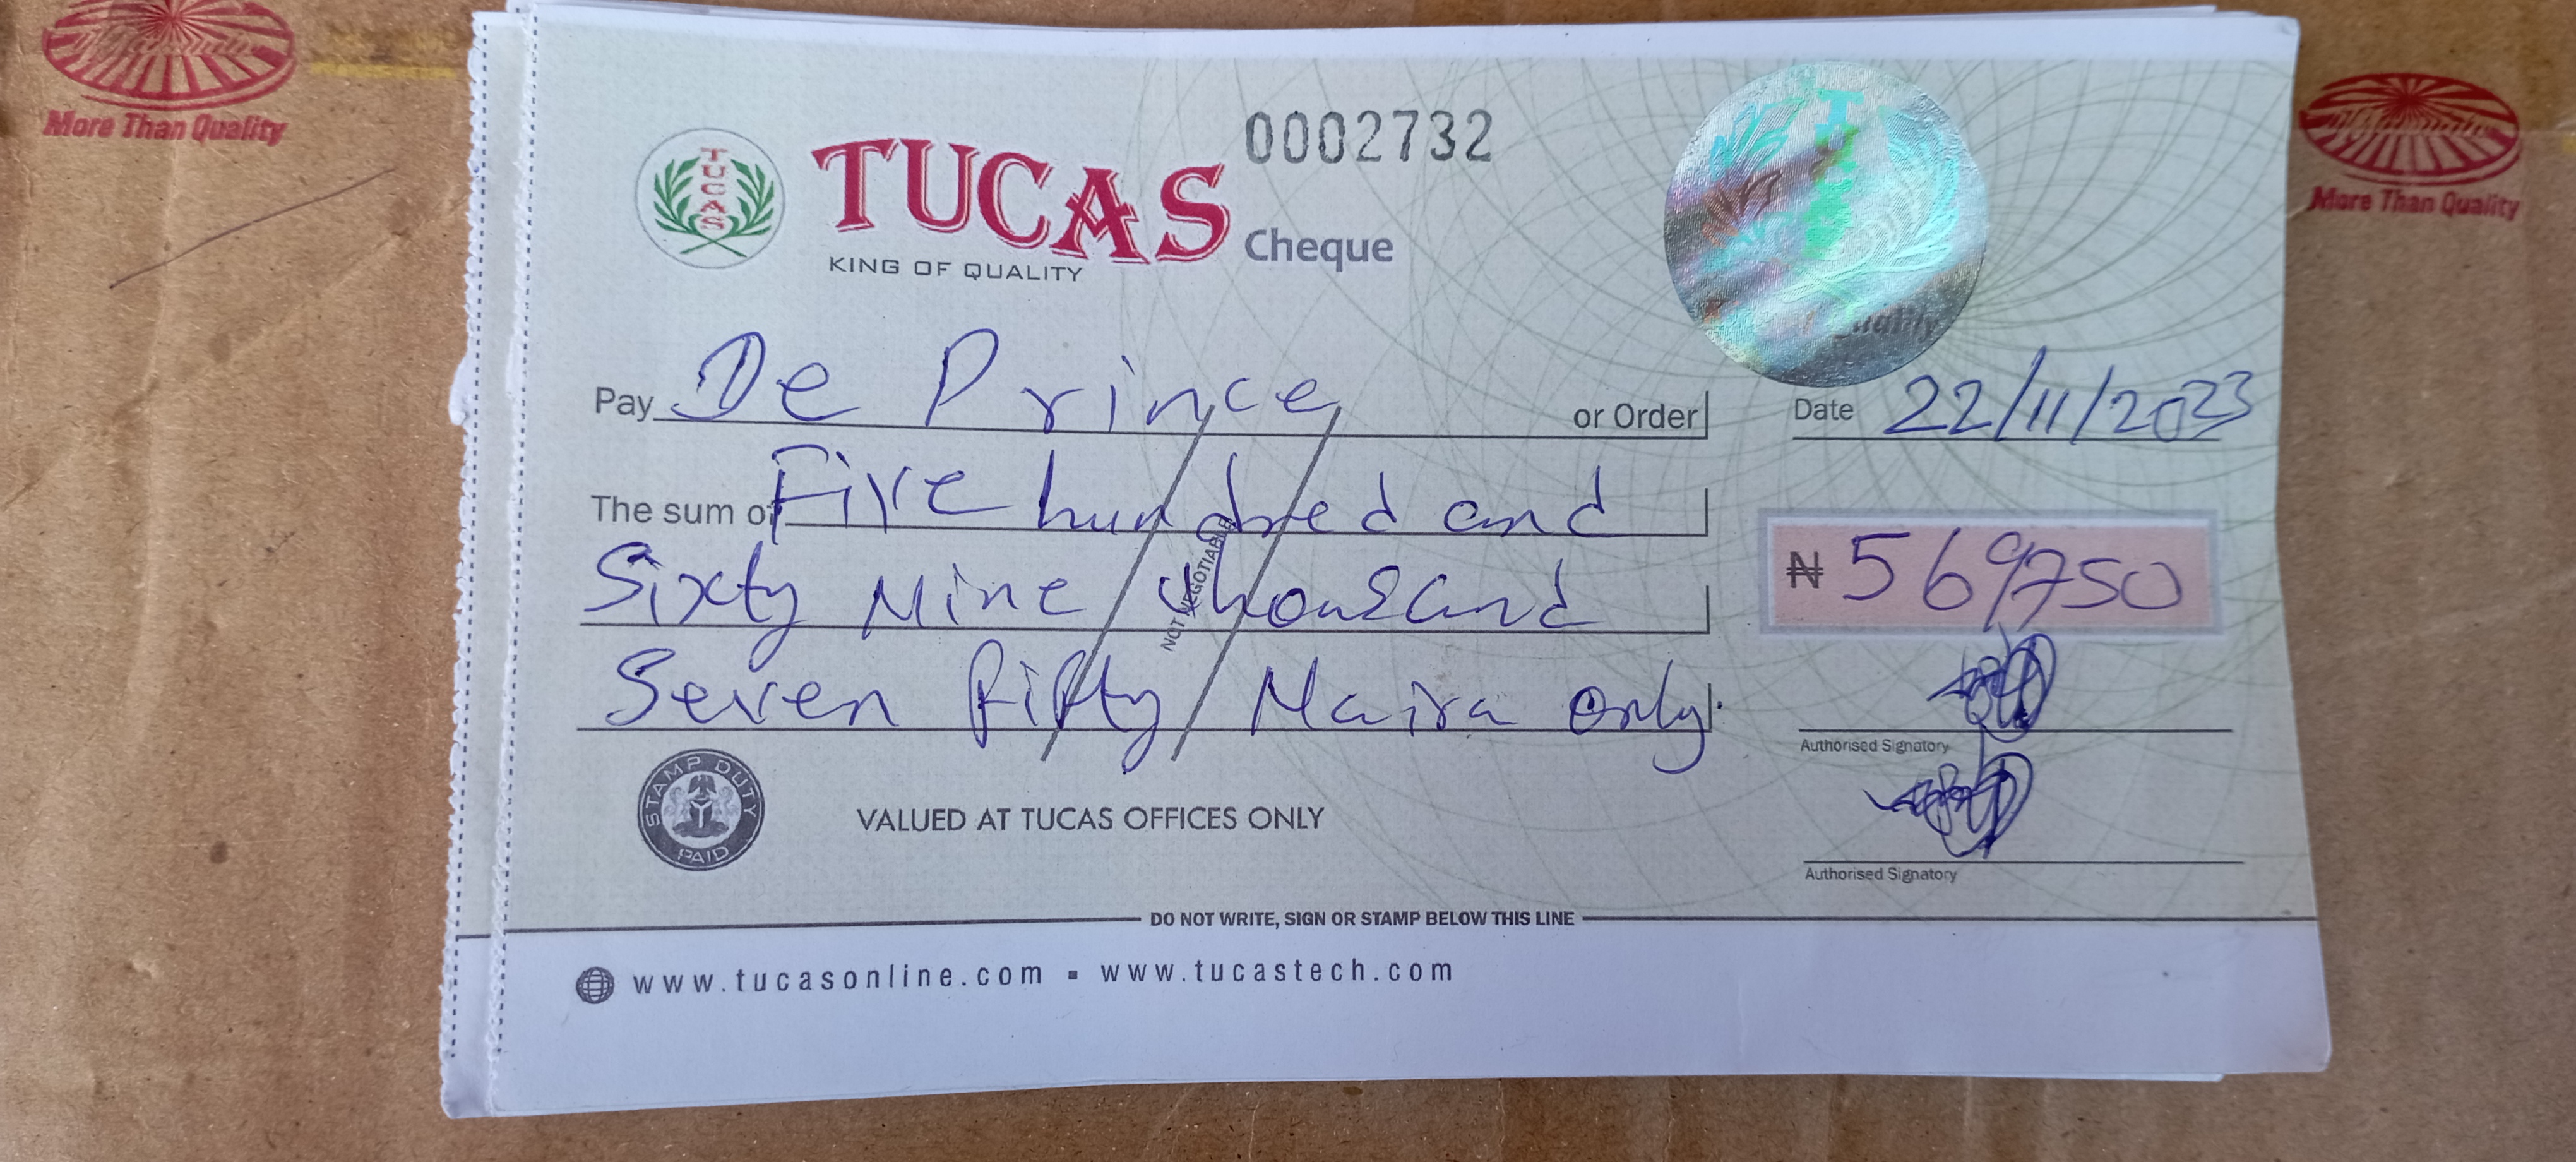 More Than Quality
More Than Quality
TUCAS
TUCAS
KING OF QUALITY
0002732
Cheque
uality
Pay De Prince or Order
Date 22/11/2023
The sum of Five hundred and
Sixty Nine thousand
Seven fifty Naira only.
NOT NEGOTIABLE
₦ 569750
Authorised Signatory
Authorised Signatory
STAMP DUTY
PAID
VALUED AT TUCAS OFFICES ONLY
DO NOT WRITE, SIGN OR STAMP BELOW THIS LINE
www.tucasonline.com ▪ www.tucastech.com